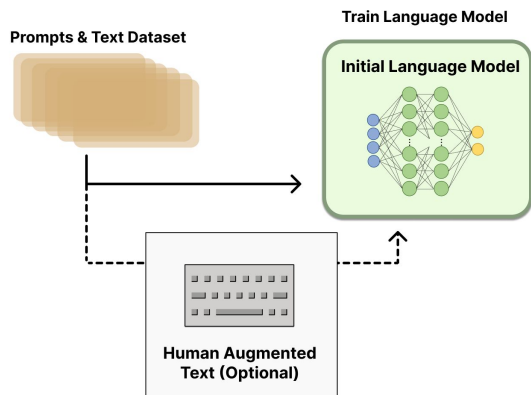 Train Language Model
Prompts & Text Dataset
Initial Language Model
Human Augmented
Text (Optional)